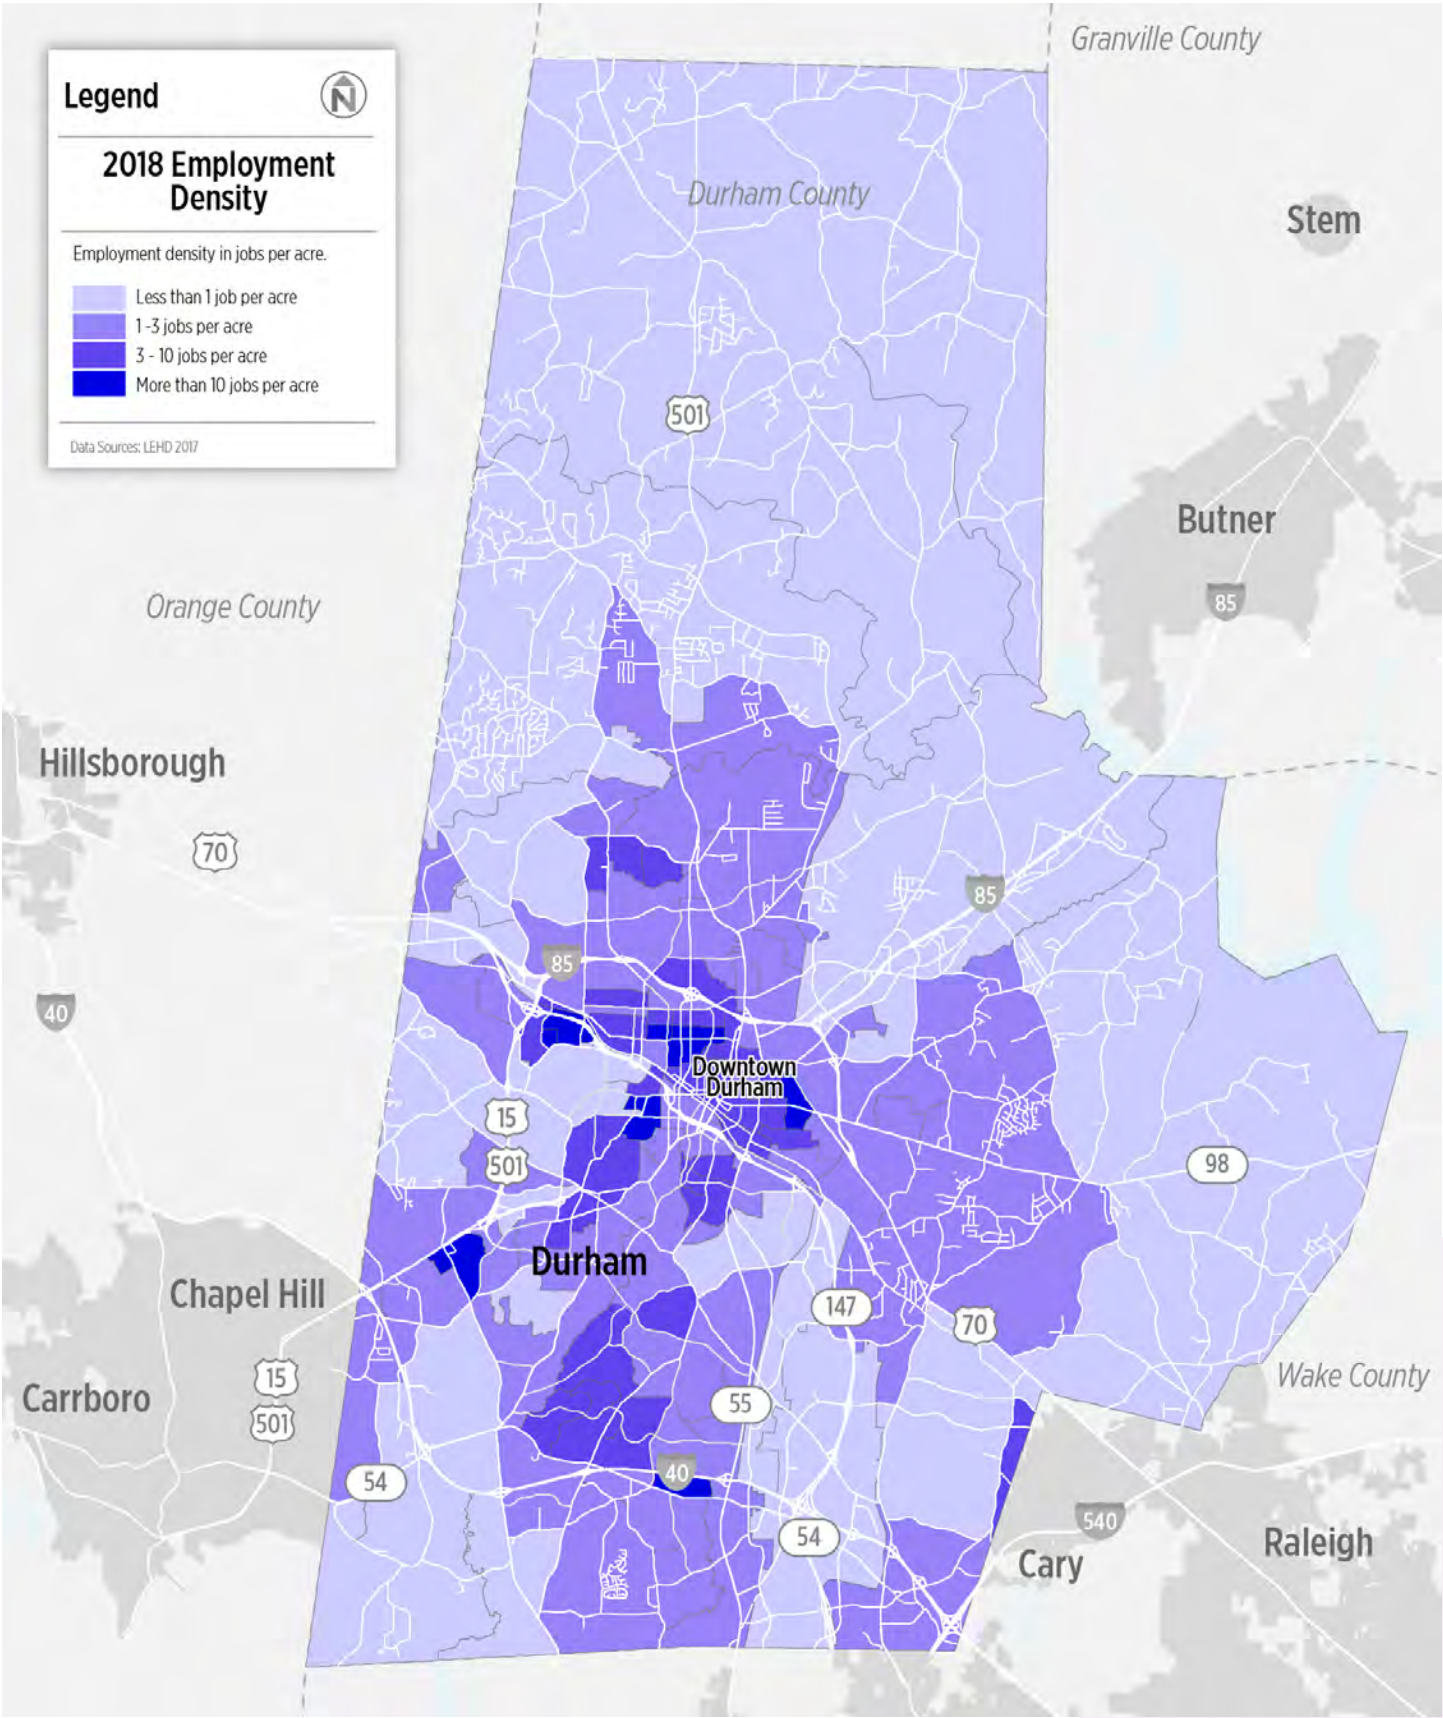 Legend
N
2018 Employment
Density
Employment density in jobs per acre.
Less than 1 job per acre
1 -3 jobs per acre
3 - 10 jobs per acre
More than 10 jobs per acre
Data Sources: LEHD 2017
Granville County
Durham County
Stem
501
Butner
85
Orange County
Hillsborough
70
85
85
40
Downtown
Durham
15
501
98
Durham
Chapel Hill
147
70
15
501
Carrboro
Wake County
55
54
40
540
54
Cary
Raleigh